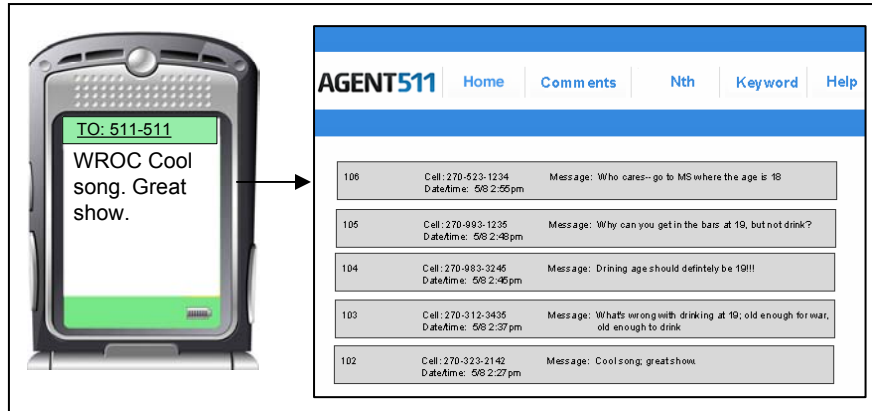 TO: 511-511
WROC Cool
song. Great
show.
AGENT511 Home Comments Nth Keyword Help
106 Cell: 270-523-1234 Message: Who cares-- go to MS where the age is 18
Date/time: 5/8 2:55pm
105 Cell: 270-993-1235 Message: Why can you get in the bars at 19, but not drink?
Date/time: 5/8 2:48pm
104 Cell: 270-983-3245 Message: Drining age should defintely be 19!!!
Date/time: 5/8 2:45pm
103 Cell: 270-312-3435 Message: What's wrong with drinking at 19; old enough for war,
Date/time: 5/8 2:37pm old enough to drink
102 Cell: 270-323-2142 Message: Cool song; great show.
Date/time: 5/8 2:27pm